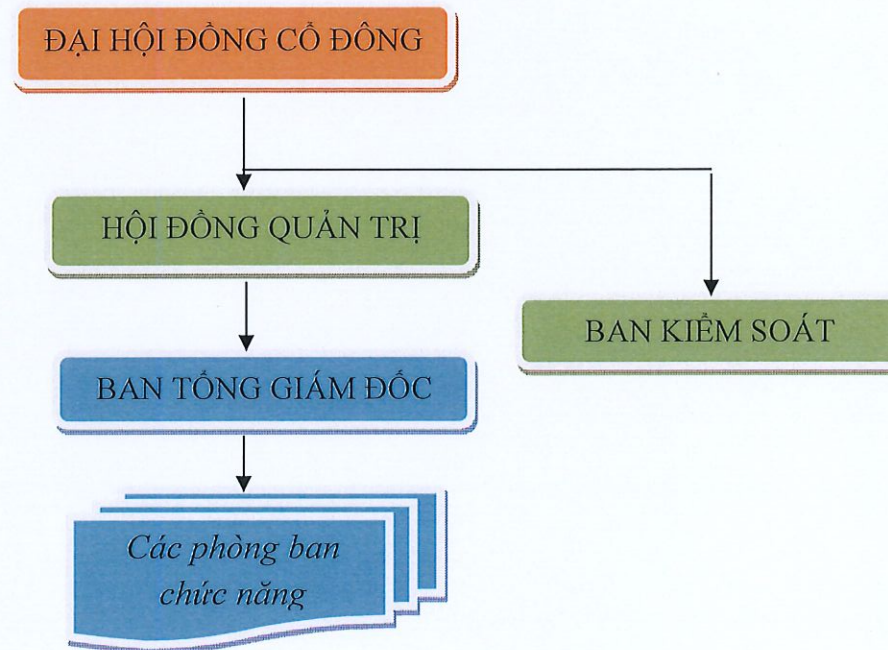 ĐẠI HỘI ĐỒNG CỔ ĐÔNG
HỘI ĐỒNG QUẢN TRỊ
BAN KIỂM SOÁT
BAN TỔNG GIÁM ĐỐC
Các phòng ban
chức năng